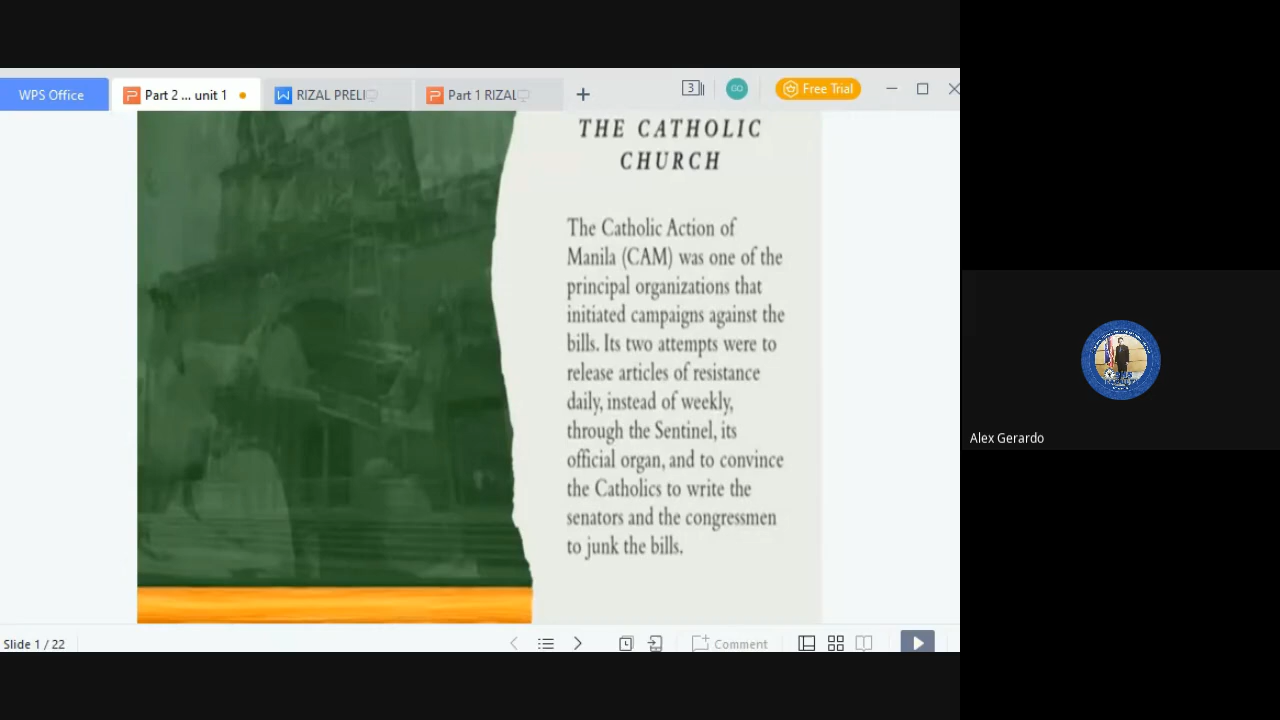 WPS Office
Part 2 ... unit 1
RIZAL PRELI
Part 1 RIZAL
3
GO
Free Trial
THE CATHOLIC
CHURCH
The Catholic Action of
Manila (CAM) was one of the
principal organizations that
initiated campaigns against the
bills. Its two attempts were to
release articles of resistance
daily, instead of weekly,
through the Sentinel, its
official organ, and to convince
the Catholics to write the
senators and the congressmen
to junk the bills.
Alex Gerardo
Slide 1 / 22
Comment